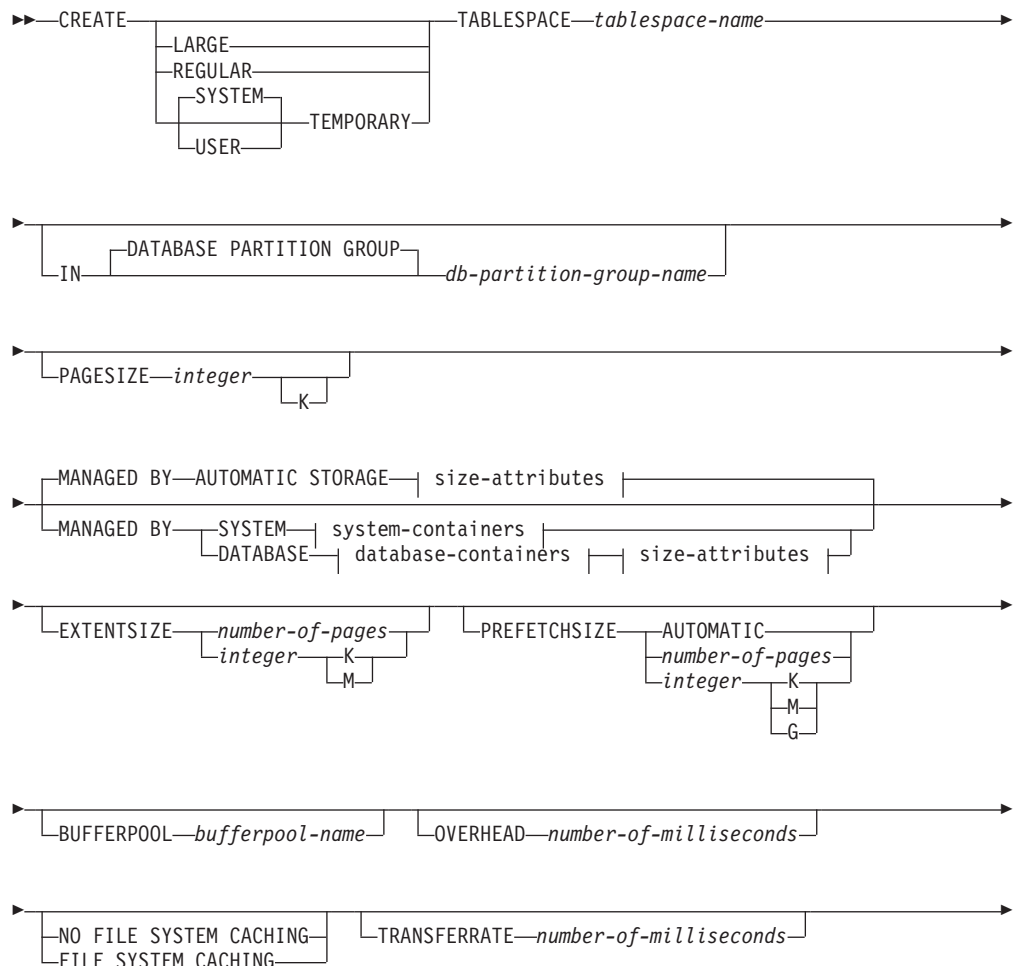 CREATE TABLESPACE tablespace-name
LARGE
REGULAR
SYSTEM
TEMPORARY
USER
DATABASE PARTITION GROUP
IN db-partition-group-name
PAGESIZE integer
K
MANAGED BY AUTOMATIC STORAGE size-attributes
MANAGED BY SYSTEM system-containers
DATABASE database-containers size-attributes
EXTENTSIZE number-of-pages PREFETCHSIZE AUTOMATIC
integer K number-of-pages
M integer K
M
G
BUFFERPOOL bufferpool-name OVERHEAD number-of-milliseconds
NO FILE SYSTEM CACHING TRANSFERRATE number-of-milliseconds
FILE SYSTEM CACHING